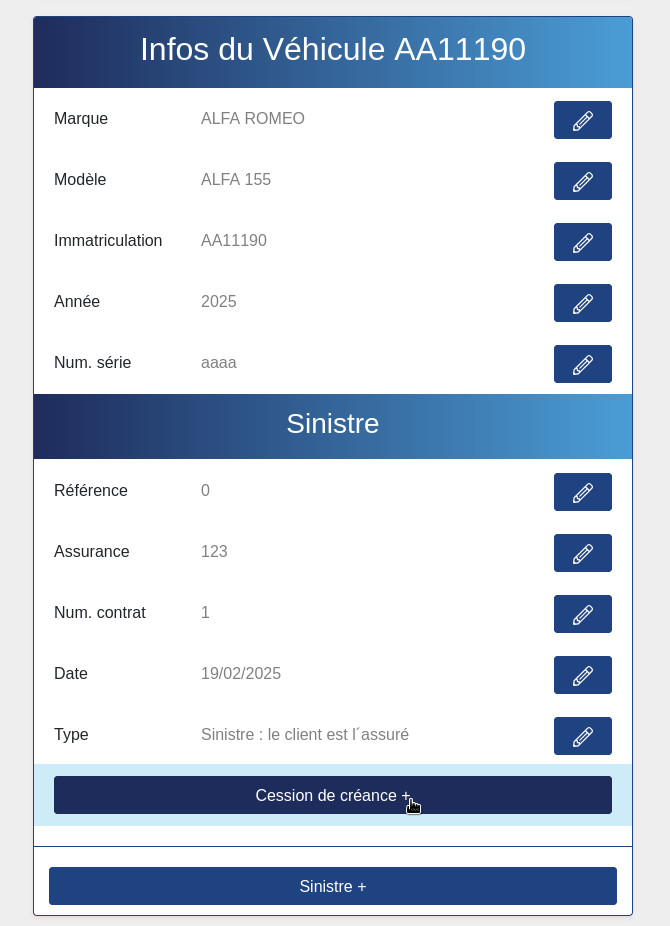 Infos du Véhicule AA11190
Marque ALFA ROMEO
Modèle ALFA 155
Immatriculation AA11190
Année 2025
Num. série aaaa
Sinistre
Référence 0
Assurance 123
Num. contrat 1
Date 19/02/2025
Type Sinistre : le client est l´assuré
Cession de créance +
Sinistre +